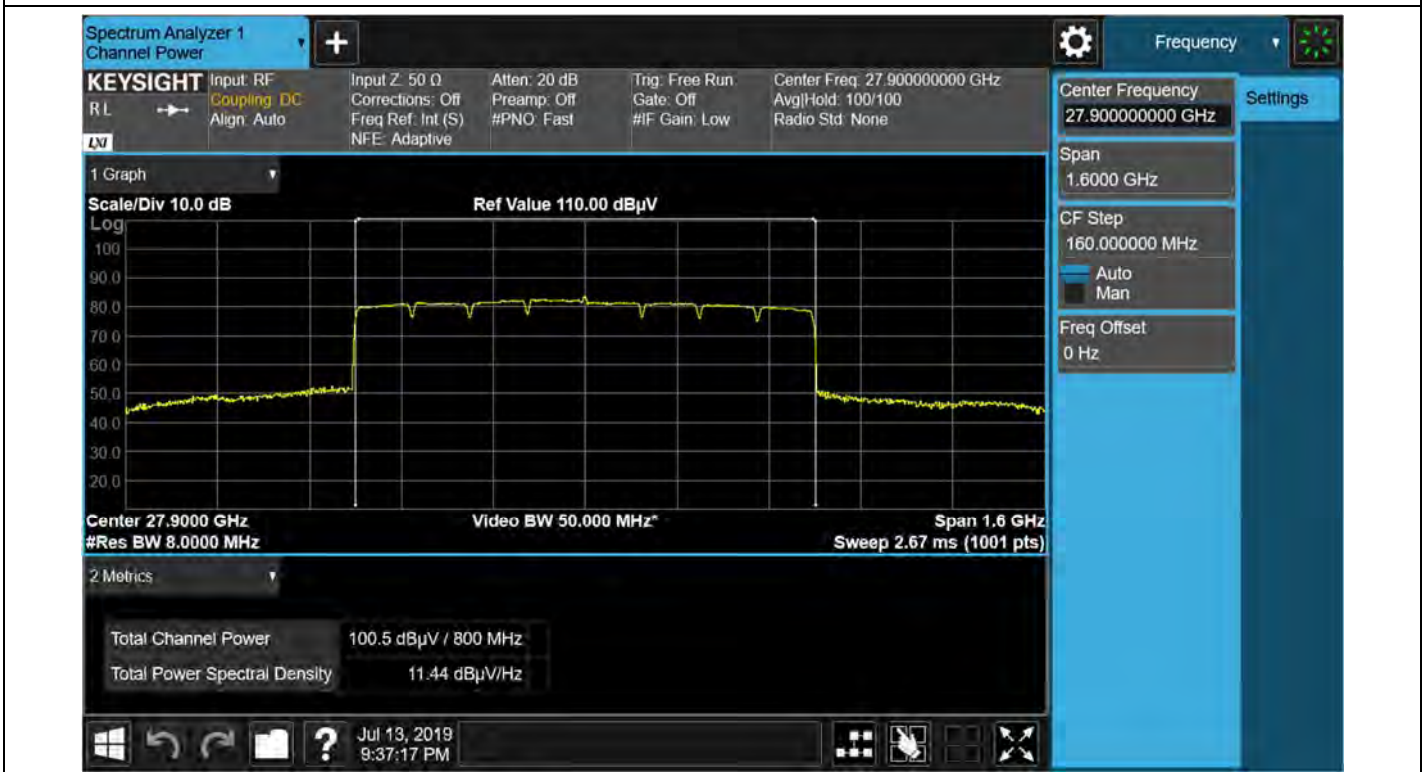 Spectrum Analyzer 1
Channel Power
+
Frequency
KEYSIGHT
R L
LXI
Input: RF
Coupling: DC
Align: Auto
Input Z: 50 Ω
Corrections: Off
Freq Ref: Int (S)
NFE: Adaptive
Atten: 20 dB
Preamp: Off
#PNO: Fast
Trig: Free Run
Gate: Off
#IF Gain: Low
Center Freq: 27.900000000 GHz
Avg|Hold: 100/100
Radio Std: None
Center Frequency
27.900000000 GHz
Settings
Span
1.6000 GHz
CF Step
160.000000 MHz
Auto
Man
Freq Offset
0 Hz
1 Graph
Scale/Div 10.0 dB
Ref Value 110.00 dBµV
Log
100
90.0
80.0
70.0
60.0
50.0
40.0
30.0
20.0
Center 27.9000 GHz
#Res BW 8.0000 MHz
Video BW 50.000 MHz*
Span 1.6 GHz
Sweep 2.67 ms (1001 pts)
2 Metrics
Total Channel Power 100.5 dBµV / 800 MHz
Total Power Spectral Density 11.44 dBµV/Hz
?
Jul 13, 2019
9:37:17 PM